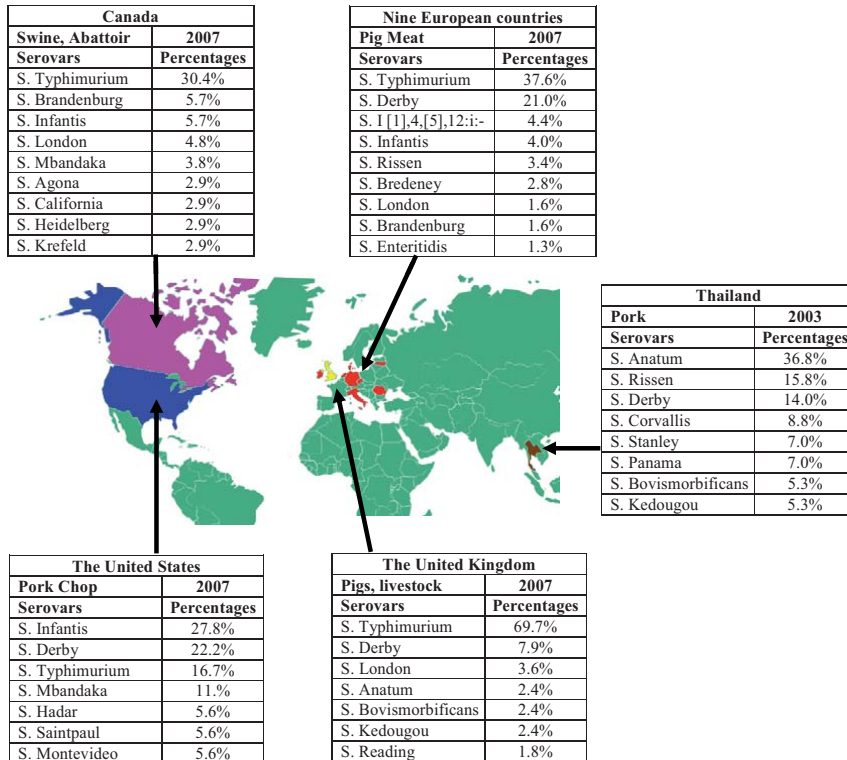 Canada
Swine, Abattoir 2007
Serovars Percentages
S. Typhimurium 30.4%
S. Brandenburg 5.7%
S. Infantis 5.7%
S. London 4.8%
S. Mbandaka 3.8%
S. Agona 2.9%
S. California 2.9%
S. Heidelberg 2.9%
S. Krefeld 2.9%
Nine European countries
Pig Meat 2007
Serovars Percentages
S. Typhimurium 37.6%
S. Derby 21.0%
S. I [1],4,[5],12:i:- 4.4%
S. Infantis 4.0%
S. Rissen 3.4%
S. Bredeney 2.8%
S. London 1.6%
S. Brandenburg 1.6%
S. Enteritidis 1.3%
Thailand
Pork 2003
Serovars Percentages
S. Anatum 36.8%
S. Rissen 15.8%
S. Derby 14.0%
S. Corvallis 8.8%
S. Stanley 7.0%
S. Panama 7.0%
S. Bovismorbificans 5.3%
S. Kedougou 5.3%
The United States
Pork Chop 2007
Serovars Percentages
S. Infantis 27.8%
S. Derby 22.2%
S. Typhimurium 16.7%
S. Mbandaka 11.%
S. Hadar 5.6%
S. Saintpaul 5.6%
S. Montevideo 5.6%
The United Kingdom
Pigs, livestock 2007
Serovars Percentages
S. Typhimurium 69.7%
S. Derby 7.9%
S. London 3.6%
S. Anatum 2.4%
S. Bovismorbificans 2.4%
S. Kedougou 2.4%
S. Reading 1.8%